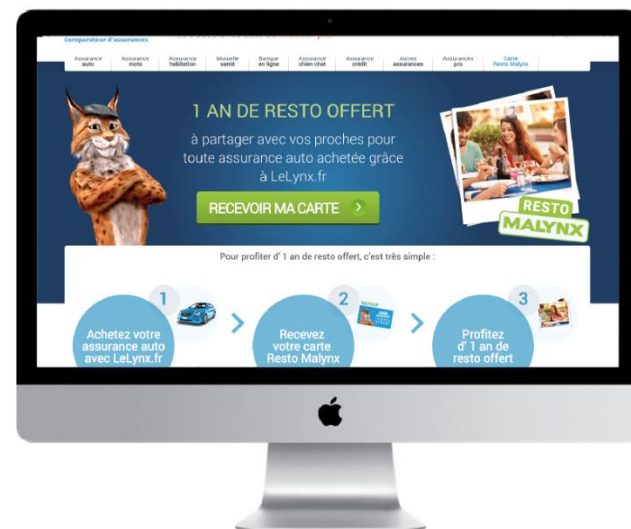 Comparateur d'assurances
Assurance auto
Assurance moto
Assurance habitation
Mutuelle santé
Banque en ligne
Assurance chien chat
Assurance crédit
Autres assurances
Assurances pro
Carte Resto Malynx
1 AN DE RESTO OFFERT
à partager avec vos proches pour
toute assurance auto achetée grâce
à LeLynx.fr
RECEVOIR MA CARTE
RESTO
MALYNX
Pour profiter d' 1 an de resto offert, c'est très simple :
1
Achetez votre
assurance auto
avec LeLynx.fr
2
Recevez
votre carte
Resto Malynx
3
Profitez
d' 1 an de
resto offert